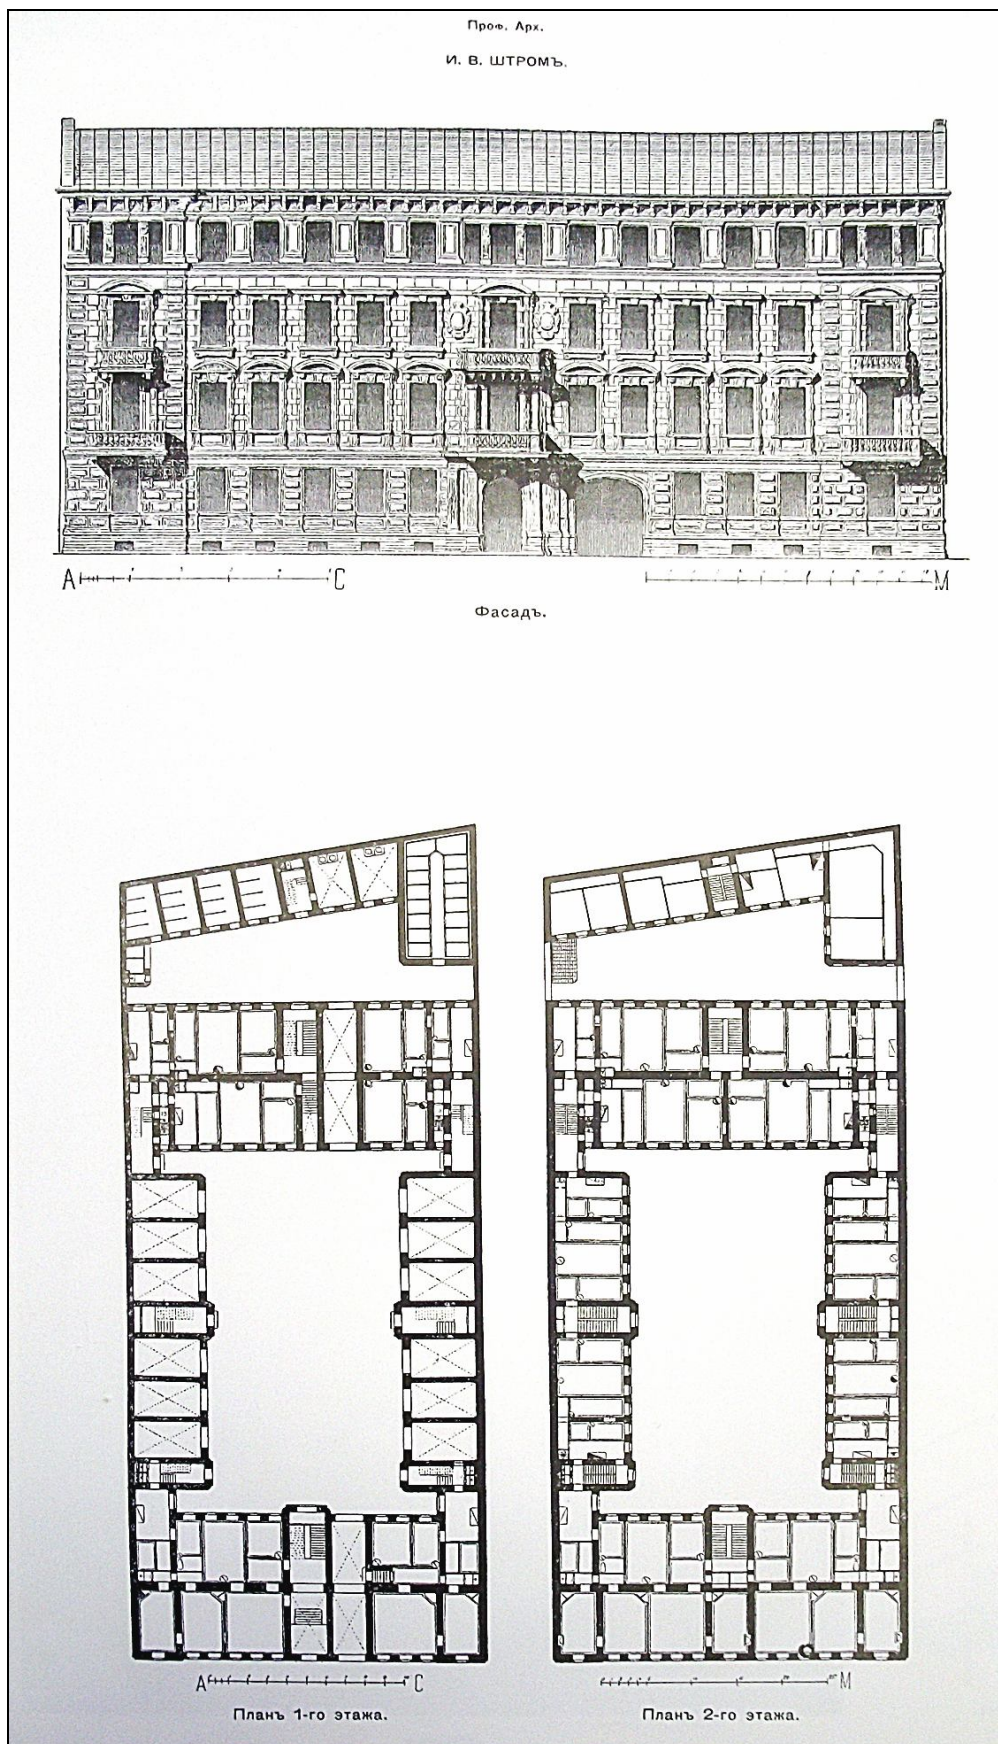 Проф. Арх.
И. В. ШТРОМЪ.
А С
М
Фасадъ.
А С
М
Планъ 1-го этажа.
Планъ 2-го этажа.